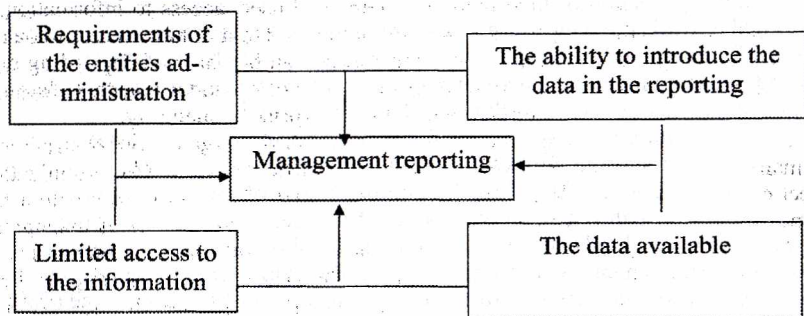 Requirements of
the entities ad-
ministration
The ability to introduce the
data in the reporting
Management reporting
Limited access to
the information
The data available